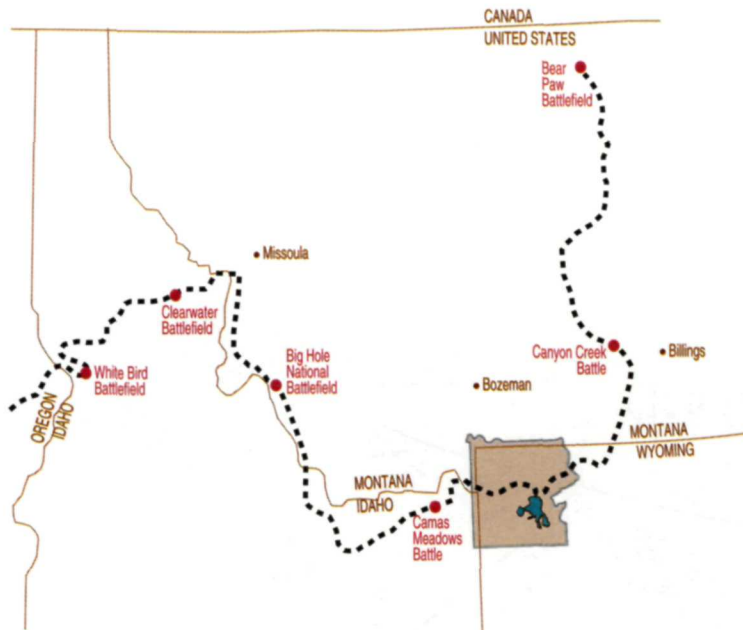 CANADA
UNITED STATES
Bear
Paw
Battlefield
Missoula
Clearwater
Battlefield
White Bird
Battlefield
Big Hole
National
Battlefield
Canyon Creek
Battle
Billings
Bozeman
OREGON
IDAHO
MONTANA
WYOMING
MONTANA
IDAHO
Camas
Meadows
Battle